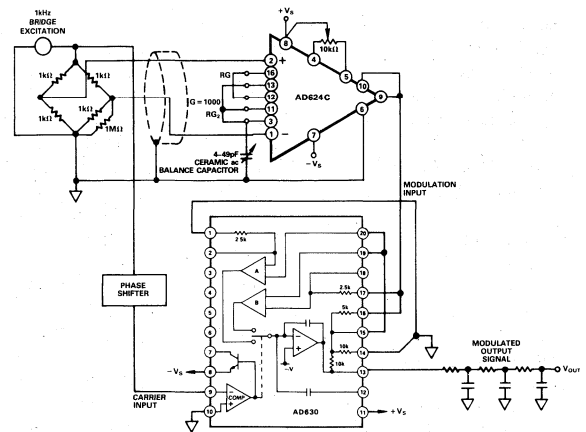 1kHz
BRIDGE
EXCITATION
1kΩ
1kΩ
1kΩ
1kΩ
1MΩ
RG
G = 1000
RG2
2
16
13
12
11
3
1
+
−
+VS
8
4
5
10kΩ
10
9
6
7
−VS
AD624C
4–49pF
CERAMIC ac
BALANCE CAPACITOR
MODULATION
INPUT
PHASE
SHIFTER
1
2
3
4
5
6
7
8
9
10
−VS
CARRIER
INPUT
2 5k
A
B
−V
COMP
AD630
2.5k
5k
10k
10k
20
19
18
17
16
15
14
13
12
11
+VS
MODULATED
OUTPUT
SIGNAL
VOUT